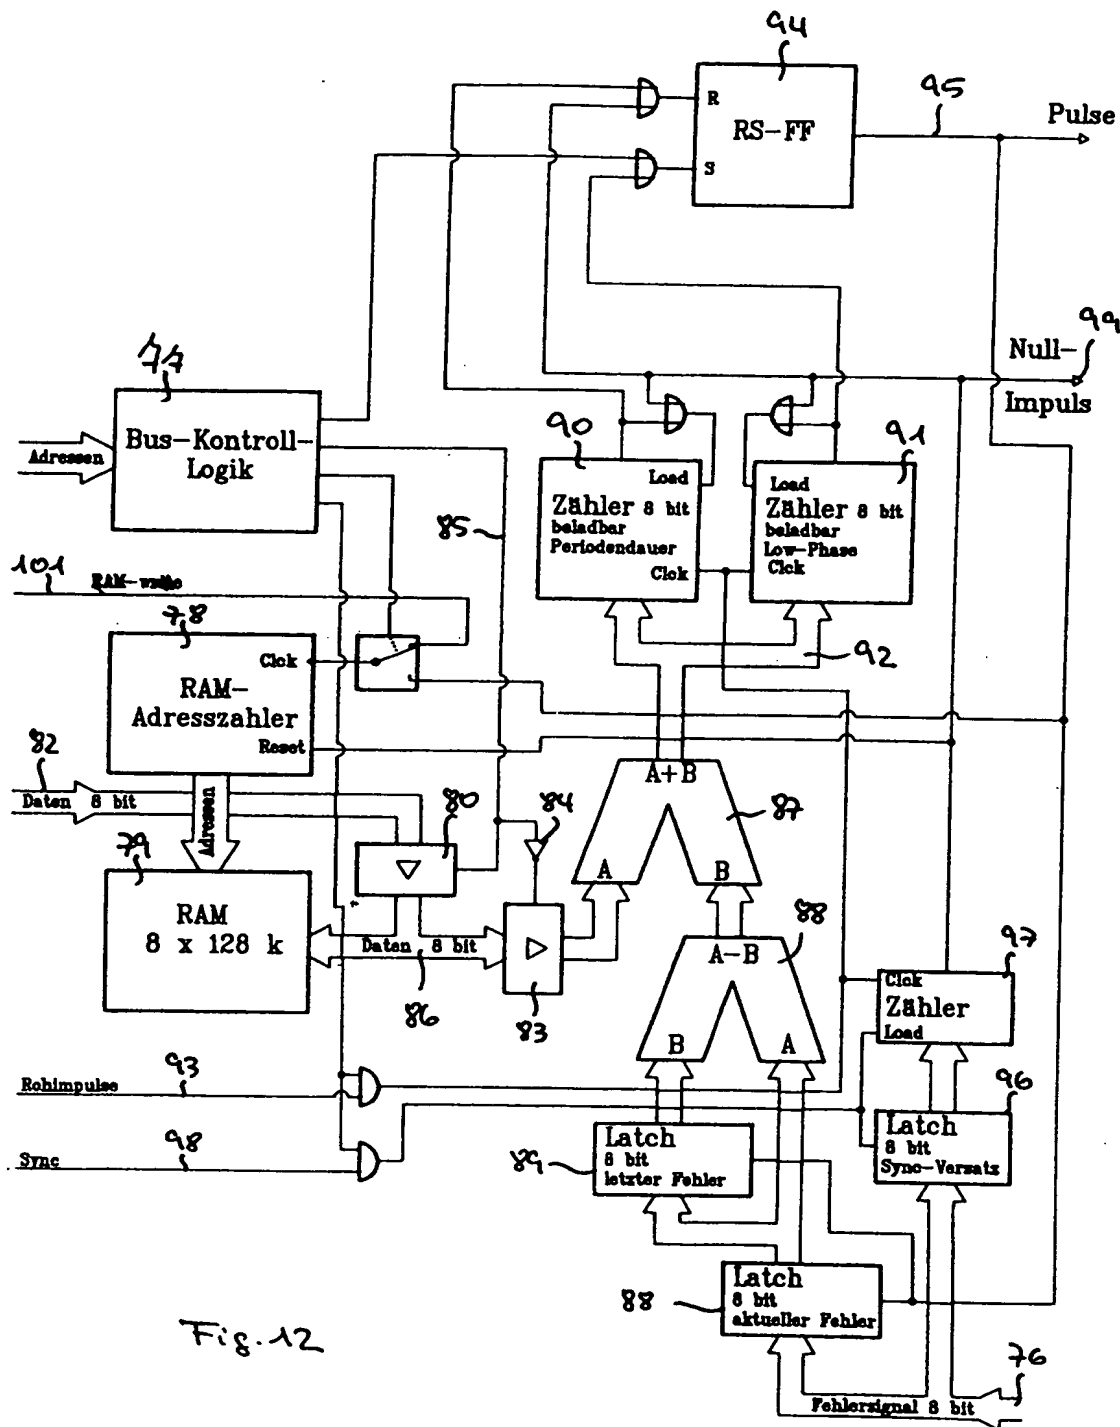 94
95
R
RS-FF
Pulse
S
99
Null-
Impuls
77
Bus-Kontroll-
Logik
Adressen
90
91
Load
Zähler 8 bit
beladbar
Periodendauer
Clck
Load
Zähler 8 bit
beladbar
Low-Phase
Clck
85
101
78
Clck
RAM-
Adresszahler
Reset
92
82
Daten 8 bit
Adressen
80
84
A+B
87
A
B
79
RAM
8 x 128 k
Daten 8 bit
86
83
88
A-B
B
A
97
Clck
Zähler
Load
93
Rohimpulse
98
Sync
96
Latch
8 bit
Sync-Versatz
89
Latch
8 bit
letzter Fehler
88
Latch
8 bit
aktueller Fehler
76
Fehlersignal 8 bit
Fig. 12